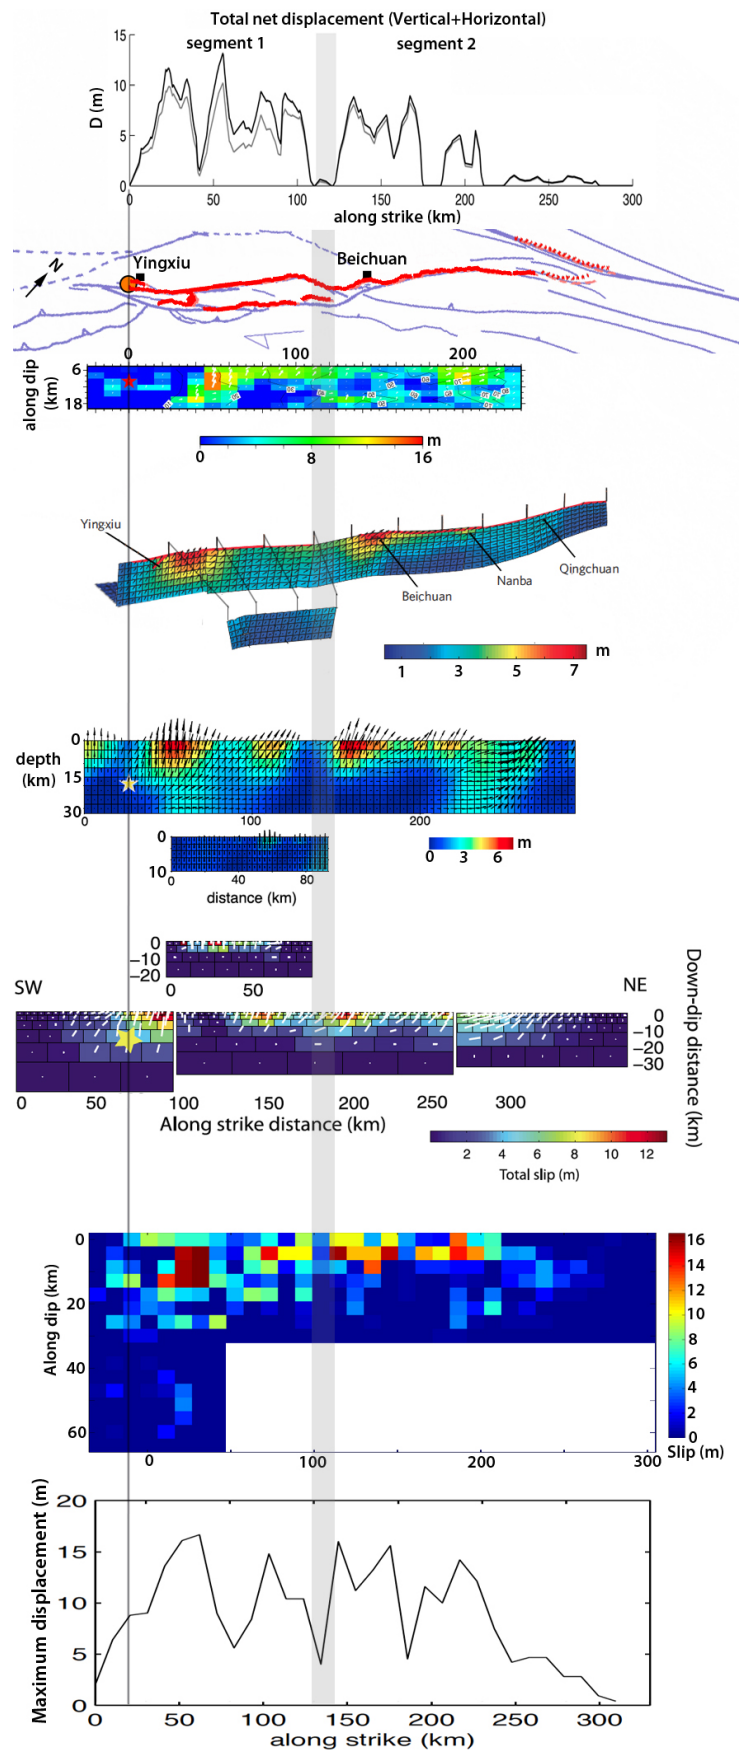 Total net displacement (Vertical+Horizontal)
segment 1 segment 2
15
10
5
0
D (m)
0 50 100 150 200 250 300
along strike (km)
N
Yingxiu
Beichuan
0 100 200
6
18
along dip
(km)
0 8 16 m
Yingxiu
Beichuan
Nanba
Qingchuan
1 3 5 7 m
0
15
30
depth
(km)
0 100 200
0 3 6 m
0
10
0 40 80
distance (km)
0
−10
−20
0 50
SW NE
0
−10
−20
−30
Down-dip distance (km)
0 50 100 150 200 250 300
Along strike distance (km)
2 4 6 8 10 12
Total slip (m)
0
20
40
60
Along dip (km)
0 100 200 300
16
14
12
10
8
6
4
2
0
Slip (m)
20
15
10
5
0
Maximum displacement (m)
0 50 100 150 200 250 300
along strike (km)